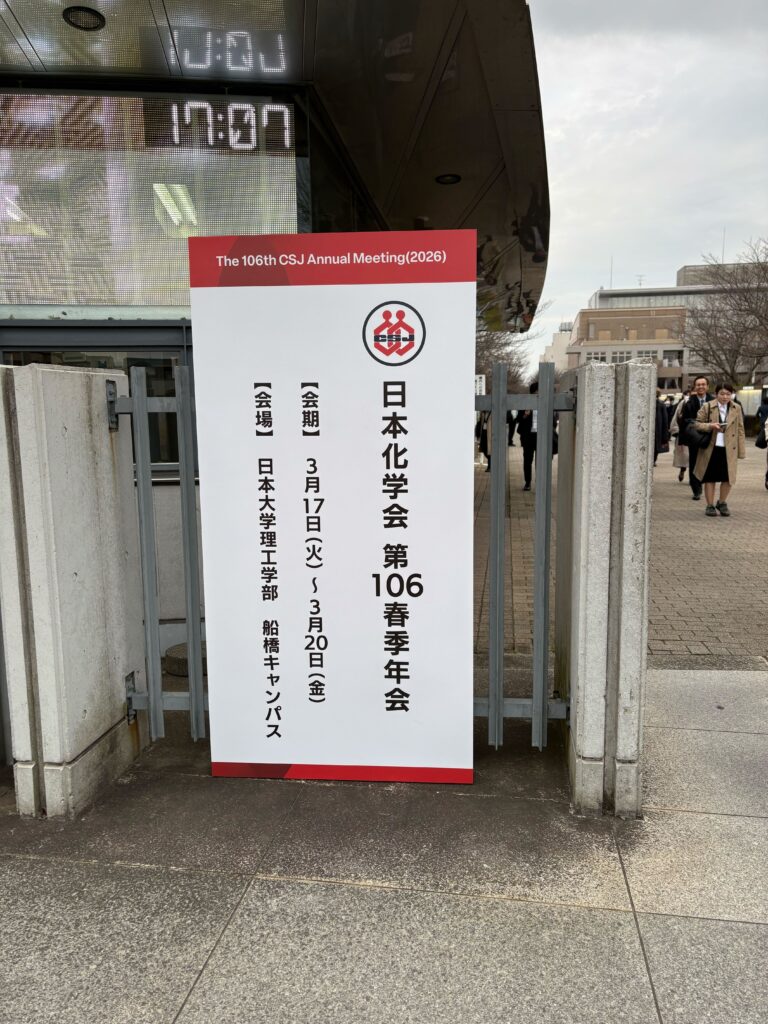 17:07
The 106th CSJ Annual Meeting(2026)
CSJ
日本化学会 第106春季年会
【会期】 3月17日(火)～3月20日(金)
【会場】 日本大学理工学部 船橋キャンパス